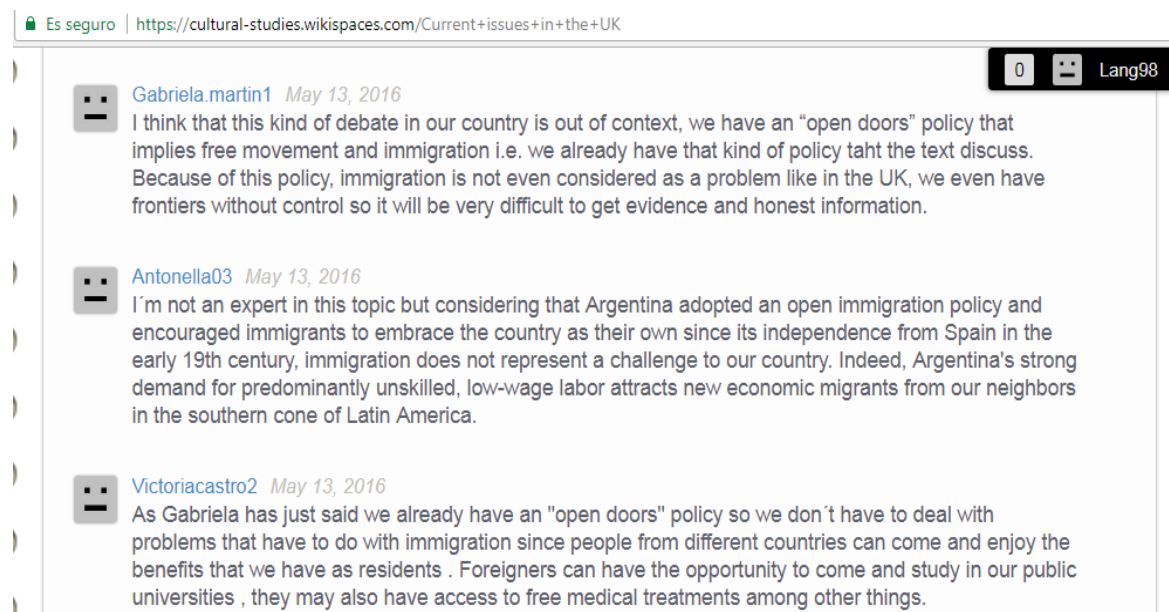 Es seguro | https://cultural-studies.wikispaces.com/Current+issues+in+the+UK
0 Lang98
Gabriela.martin1 May 13, 2016
I think that this kind of debate in our country is out of context, we have an “open doors” policy that
implies free movement and immigration i.e. we already have that kind of policy taht the text discuss.
Because of this policy, immigration is not even considered as a problem like in the UK, we even have
frontiers without control so it will be very difficult to get evidence and honest information.
Antonella03 May 13, 2016
I´m not an expert in this topic but considering that Argentina adopted an open immigration policy and
encouraged immigrants to embrace the country as their own since its independence from Spain in the
early 19th century, immigration does not represent a challenge to our country. Indeed, Argentina's strong
demand for predominantly unskilled, low-wage labor attracts new economic migrants from our neighbors
in the southern cone of Latin America.
Victoriacastro2 May 13, 2016
As Gabriela has just said we already have an "open doors" policy so we don´t have to deal with
problems that have to do with immigration since people from different countries can come and enjoy the
benefits that we have as residents . Foreigners can have the opportunity to come and study in our public
universities , they may also have access to free medical treatments among other things.